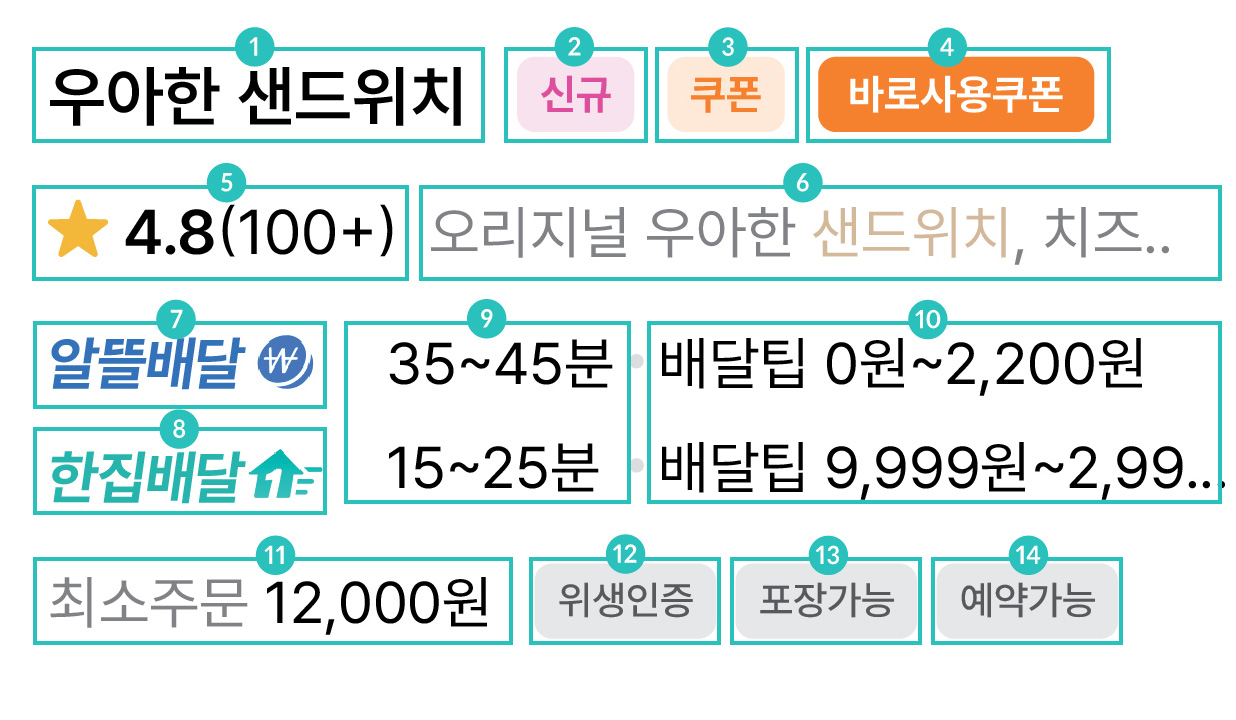 1 2 3 4
우아한 샌드위치 신규 쿠폰 바로사용쿠폰
5 6
4.8(100+) 오리지널 우아한 샌드위치, 치즈..
7 9 10
알뜰배달 ₩ 35~45분 • 배달팁 0원~2,200원
8
한집배달 1 15~25분 • 배달팁 9,999원~2,99...
11 12 13 14
최소주문 12,000원 위생인증 포장가능 예약가능